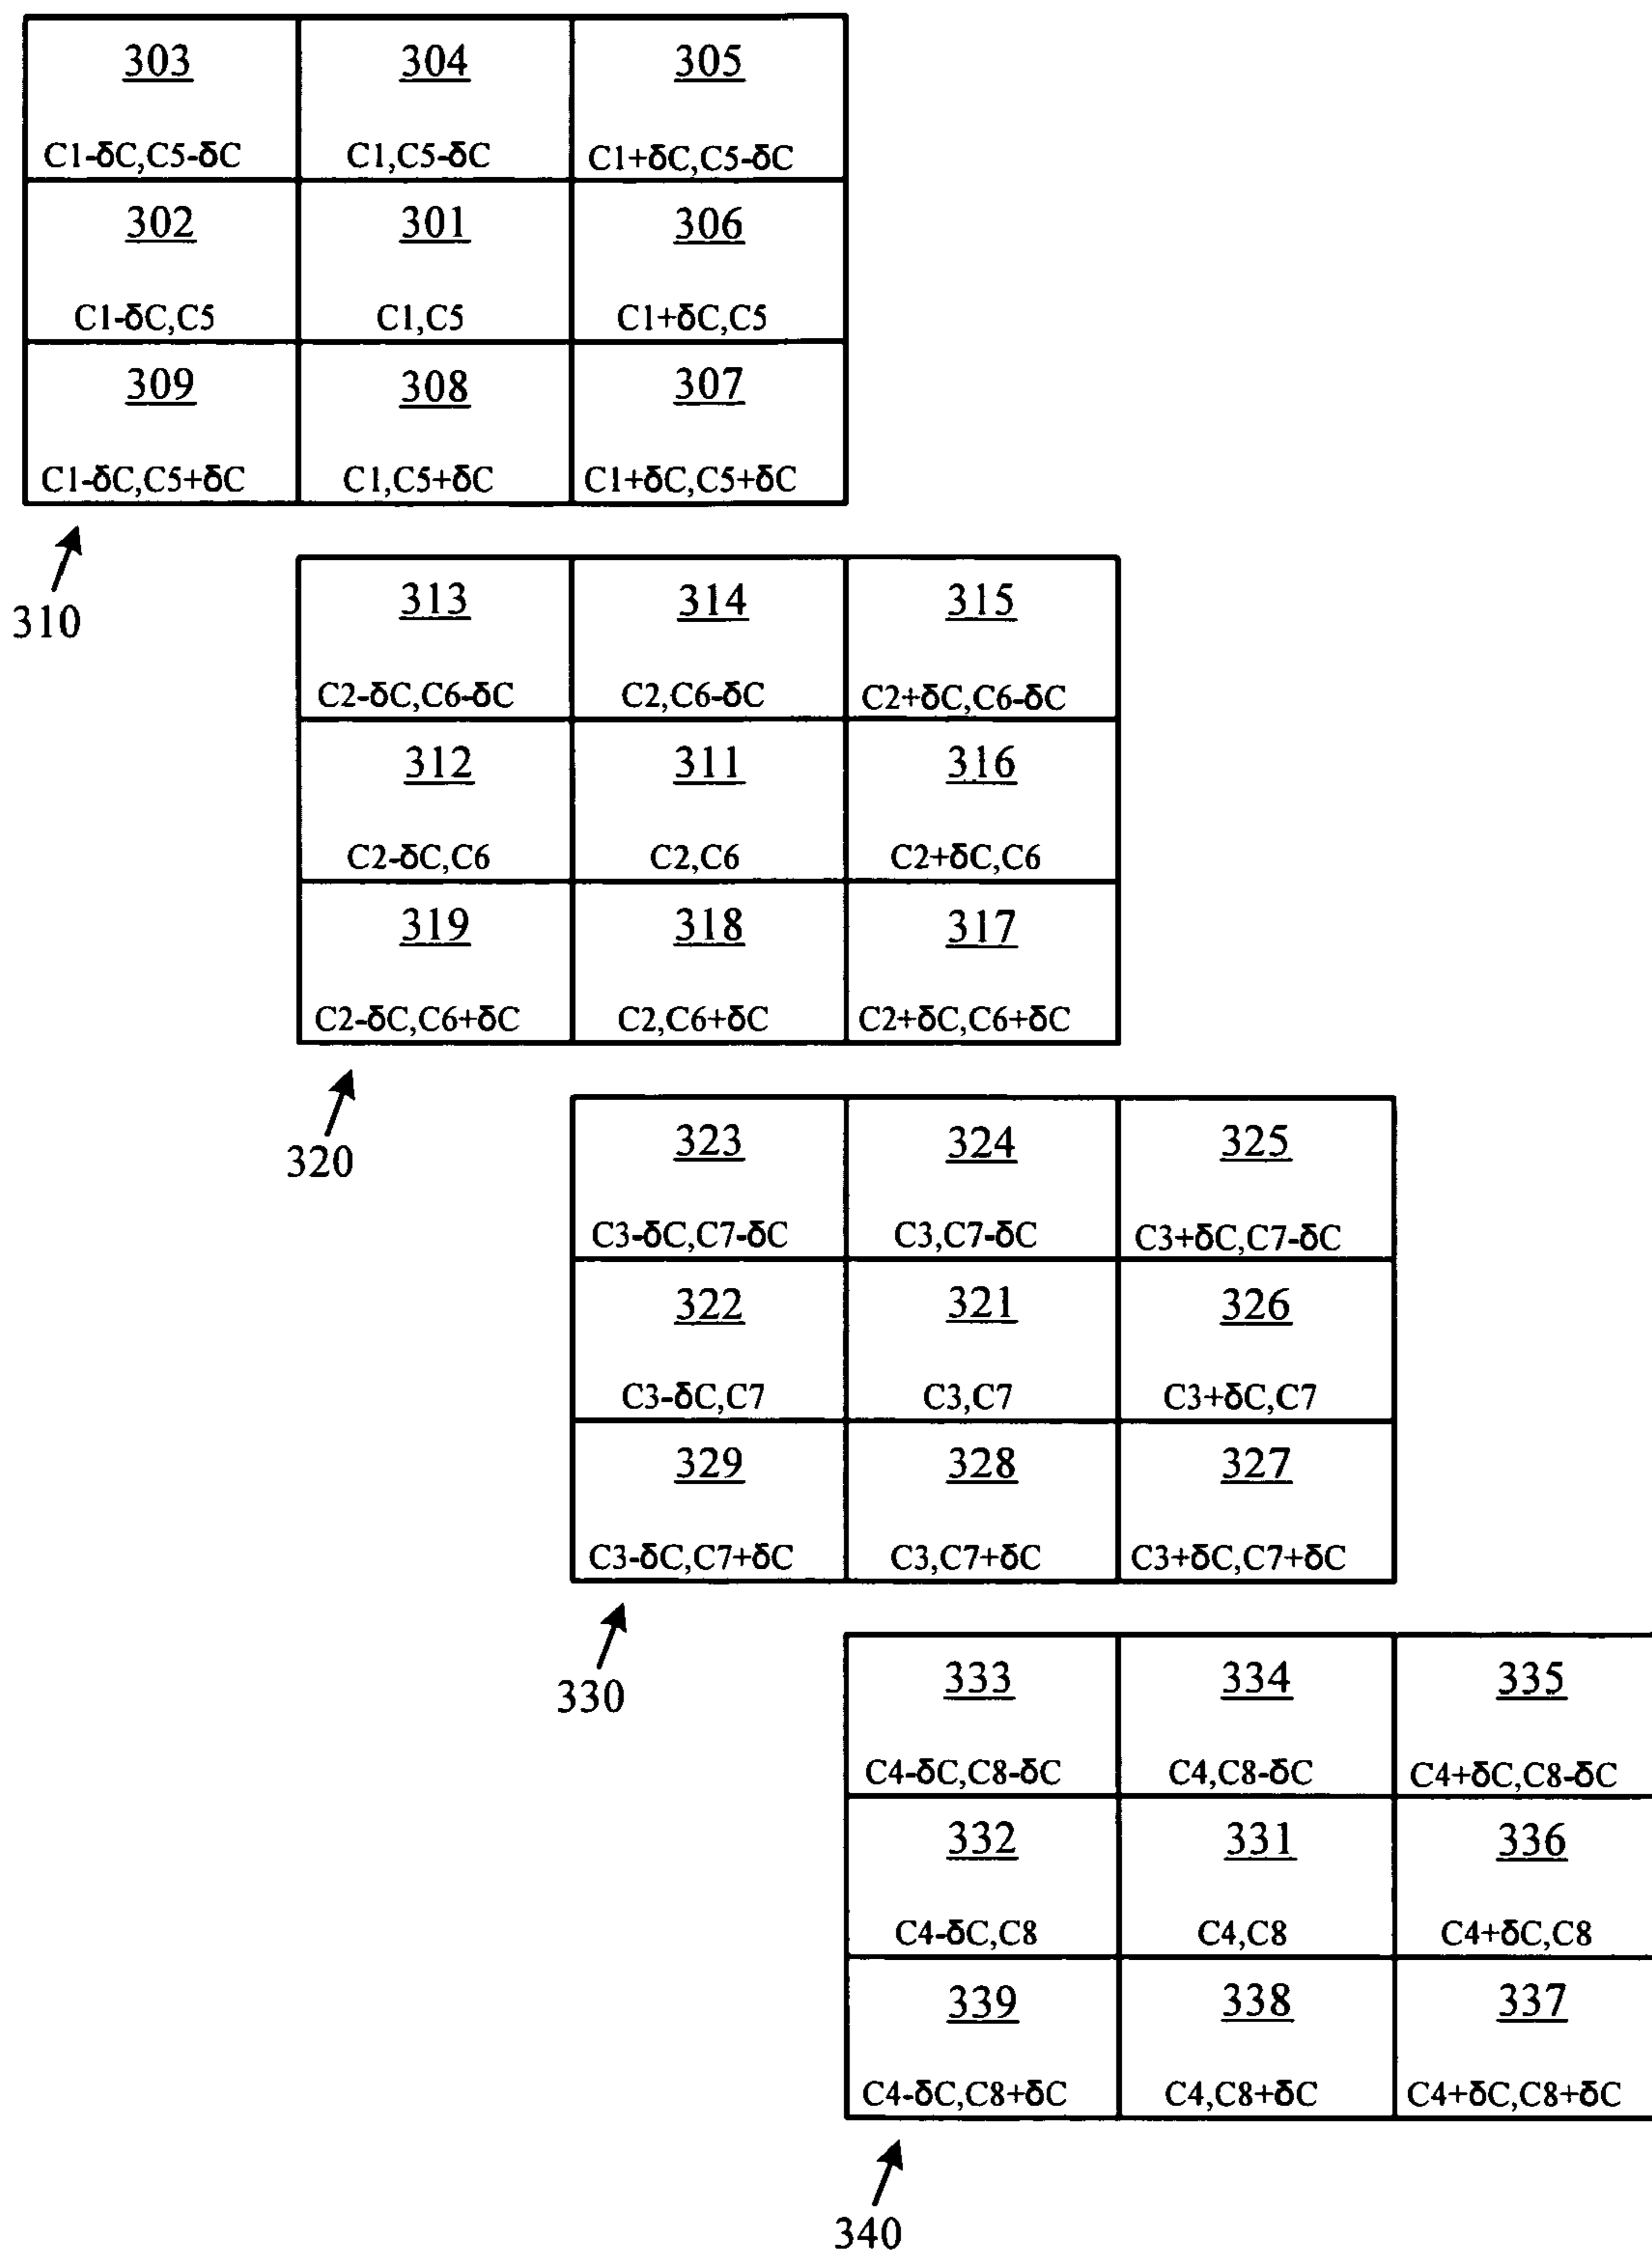 303 304 305
C1-δC,C5-δC C1,C5-δC C1+δC,C5-δC
302 301 306
C1-δC,C5 C1,C5 C1+δC,C5
309 308 307
C1-δC,C5+δC C1,C5+δC C1+δC,C5+δC
310
313 314 315
C2-δC,C6-δC C2,C6-δC C2+δC,C6-δC
312 311 316
C2-δC,C6 C2,C6 C2+δC,C6
319 318 317
C2-δC,C6+δC C2,C6+δC C2+δC,C6+δC
320
323 324 325
C3-δC,C7-δC C3,C7-δC C3+δC,C7-δC
322 321 326
C3-δC,C7 C3,C7 C3+δC,C7
329 328 327
C3-δC,C7+δC C3,C7+δC C3+δC,C7+δC
330
333 334 335
C4-δC,C8-δC C4,C8-δC C4+δC,C8-δC
332 331 336
C4-δC,C8 C4,C8 C4+δC,C8
339 338 337
C4-δC,C8+δC C4,C8+δC C4+δC,C8+δC
340